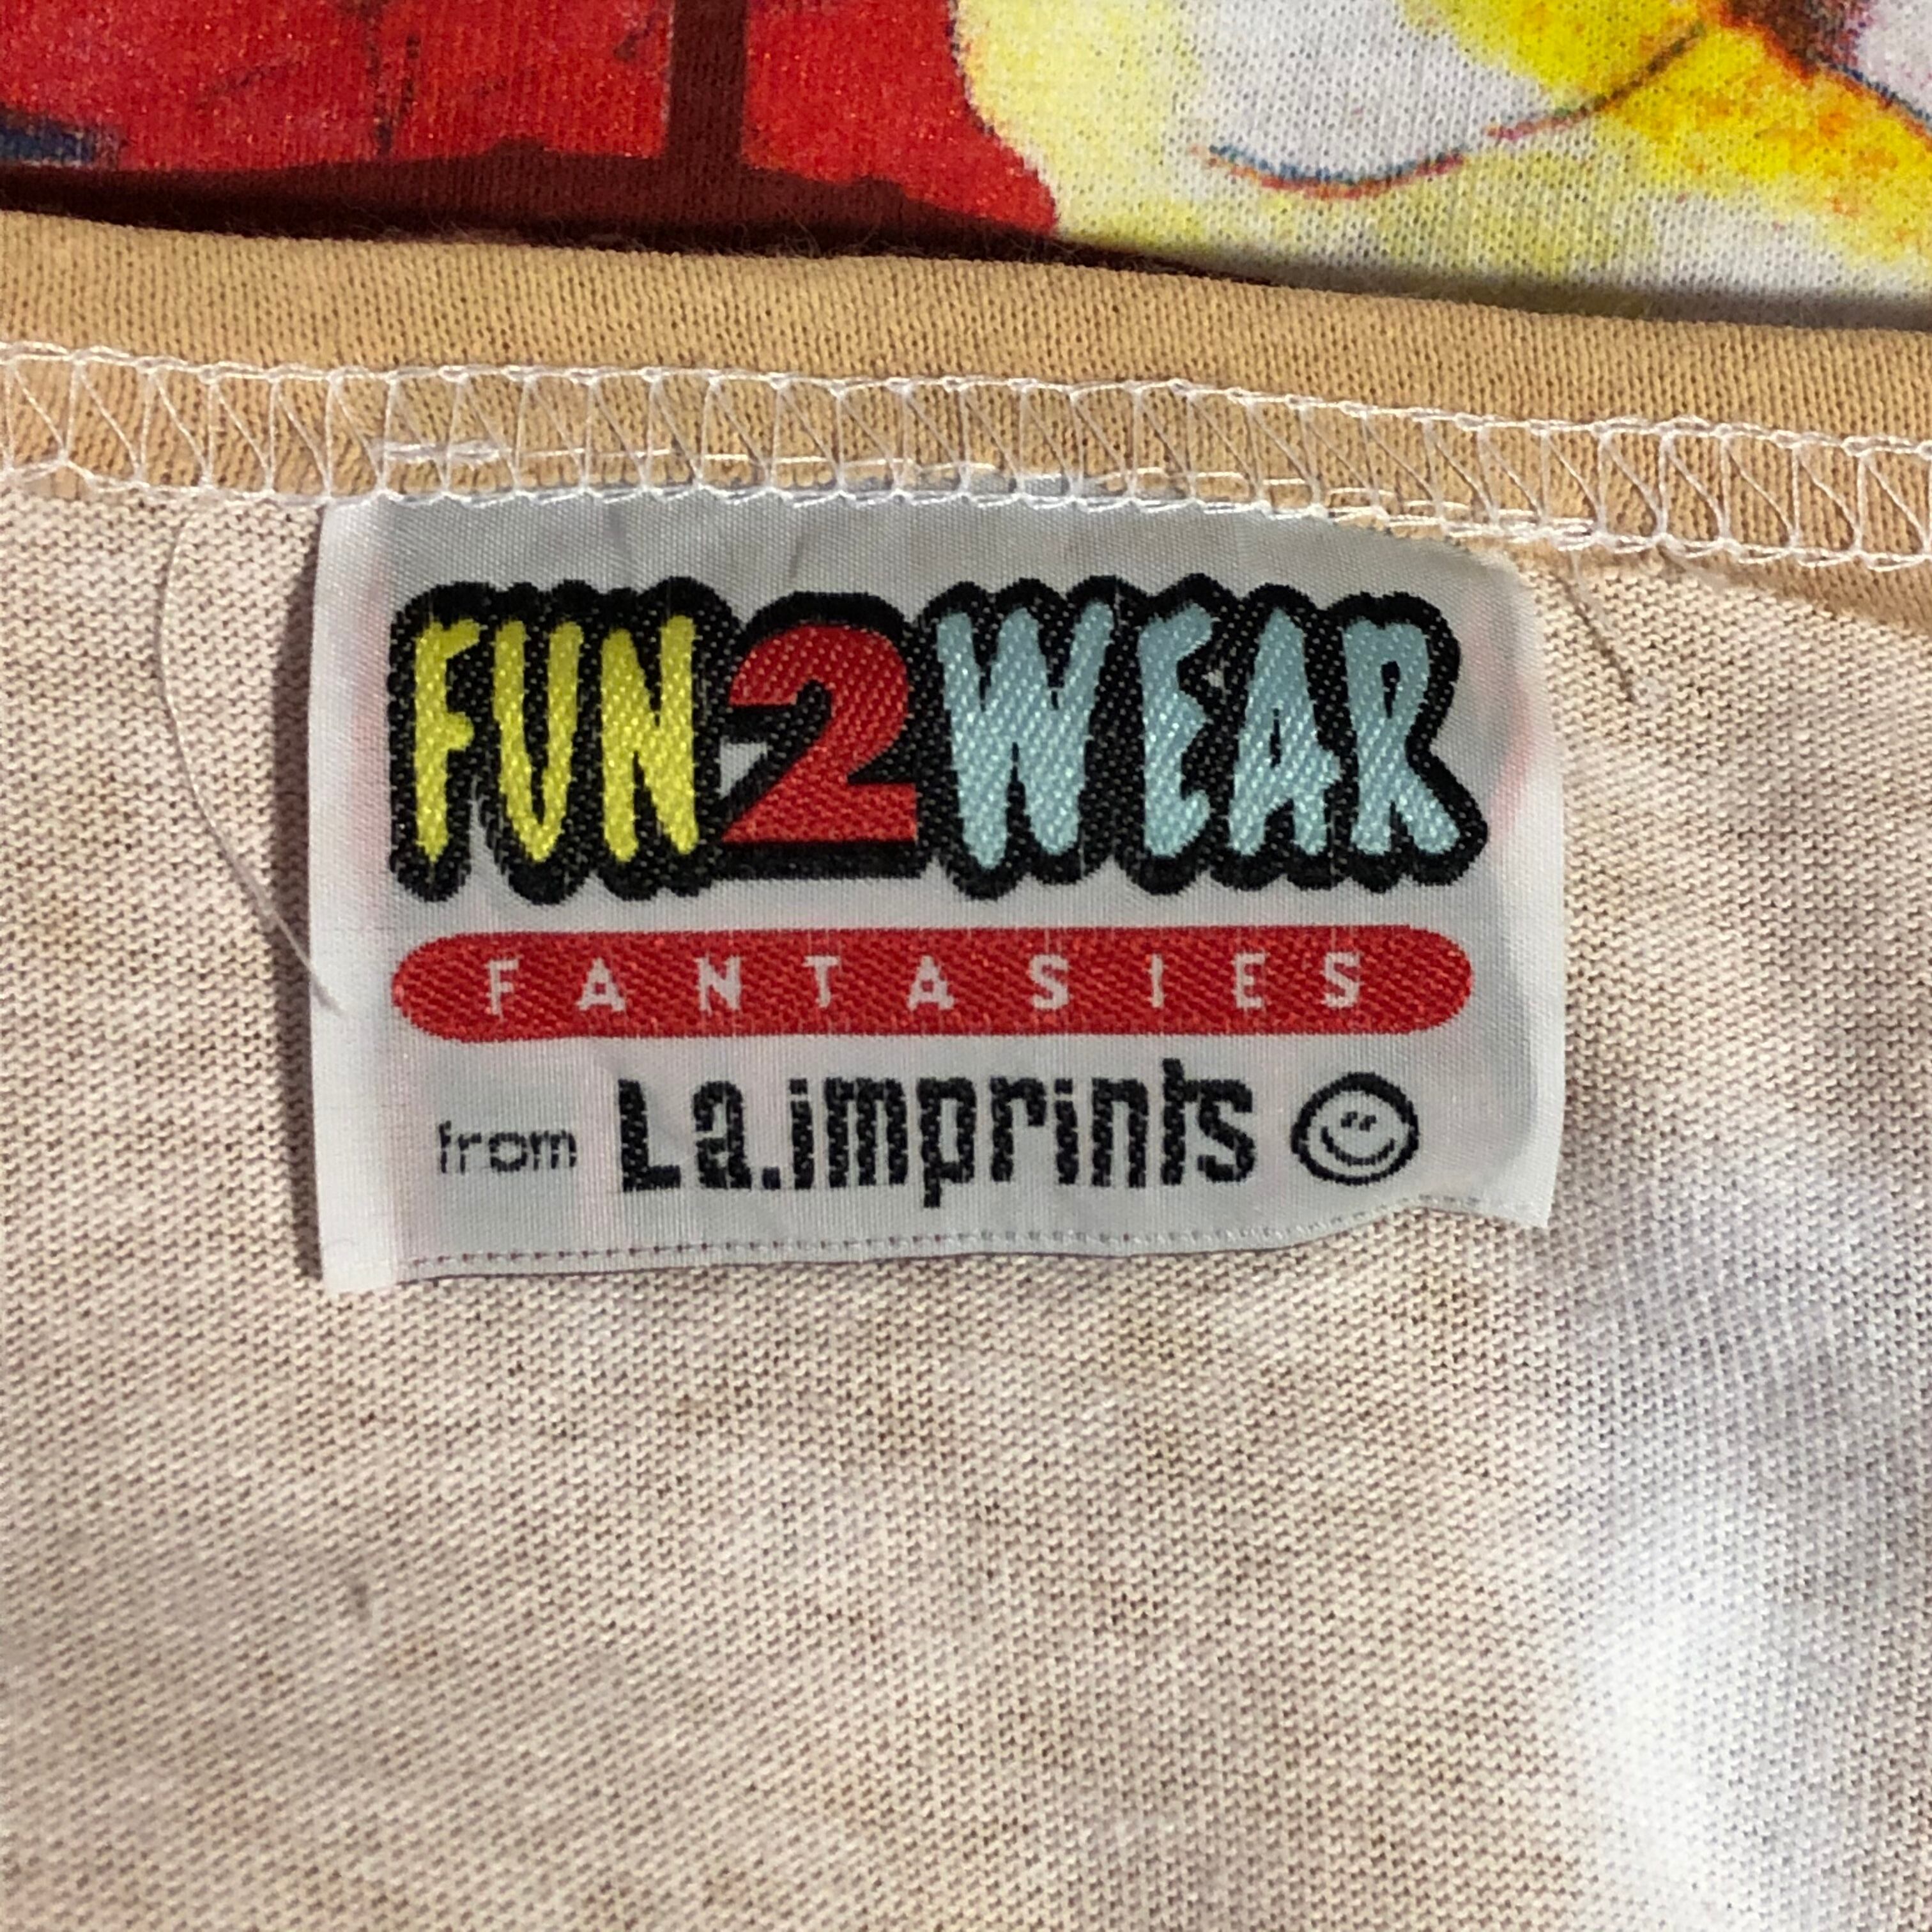 FUN2WEAR
FANTASIES
from La.imprints